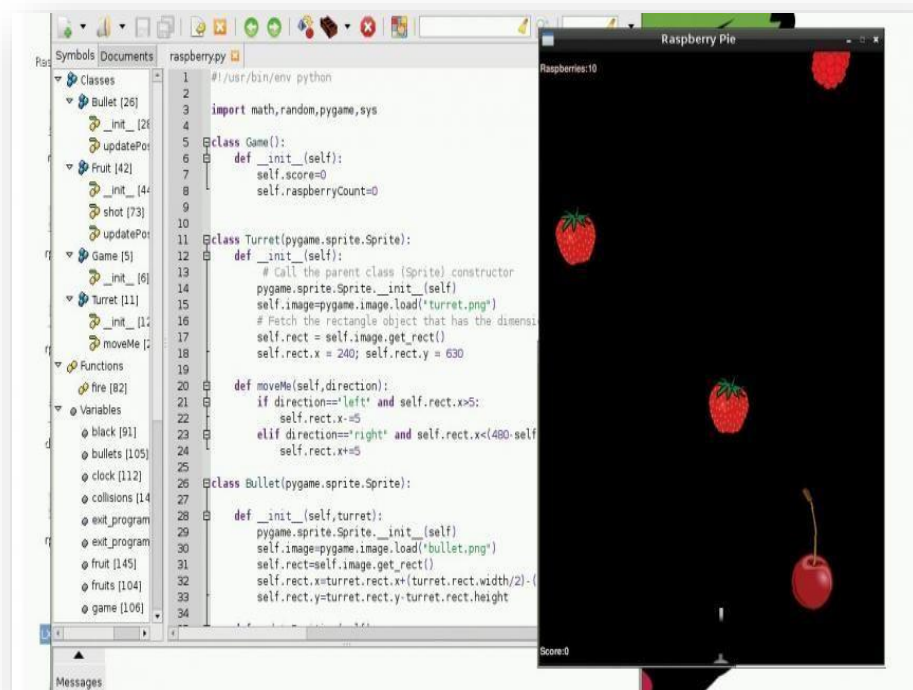 Symbols Documents
Classes
Bullet [26]
__init__ [28
updatePos
Fruit [42]
__init__ [44
shot [73]
updatePos
Game [5]
__init__ [6]
Turret [11]
__init__ [12
moveMe [2
Functions
fire [82]
Variables
black [91]
bullets [105]
clock [112]
collisions [14
exit_program
exit_program
fruit [145]
fruits [104]
game [106]
Messages
raspberry.py
1 #!/usr/bin/env python
2
3 import math,random,pygame,sys
4
5 class Game():
6 def __init__(self):
7 self.score=0
8 self.raspberryCount=0
9
10
11 class Turret(pygame.sprite.Sprite):
12 def __init__(self):
13 # Call the parent class (Sprite) constructor
14 pygame.sprite.Sprite.__init__(self)
15 self.image=pygame.image.load("turret.png")
16 # Fetch the rectangle object that has the dimensi
17 self.rect = self.image.get_rect()
18 self.rect.x = 240; self.rect.y = 630
19
20 def moveMe(self,direction):
21 if direction=="left" and self.rect.x>5:
22 self.rect.x-=5
23 elif direction=="right" and self.rect.x<(480-self
24 self.rect.x+=5
25
26 class Bullet(pygame.sprite.Sprite):
27
28 def __init__(self,turret):
29 pygame.sprite.Sprite.__init__(self)
30 self.image=pygame.image.load("bullet.png")
31 self.rect=self.image.get_rect()
32 self.rect.x=turret.rect.x+(turret.rect.width/2)-(
33 self.rect.y=turret.rect.y-turret.rect.height
34
Raspberry Pie
Raspberries:10
Score:0